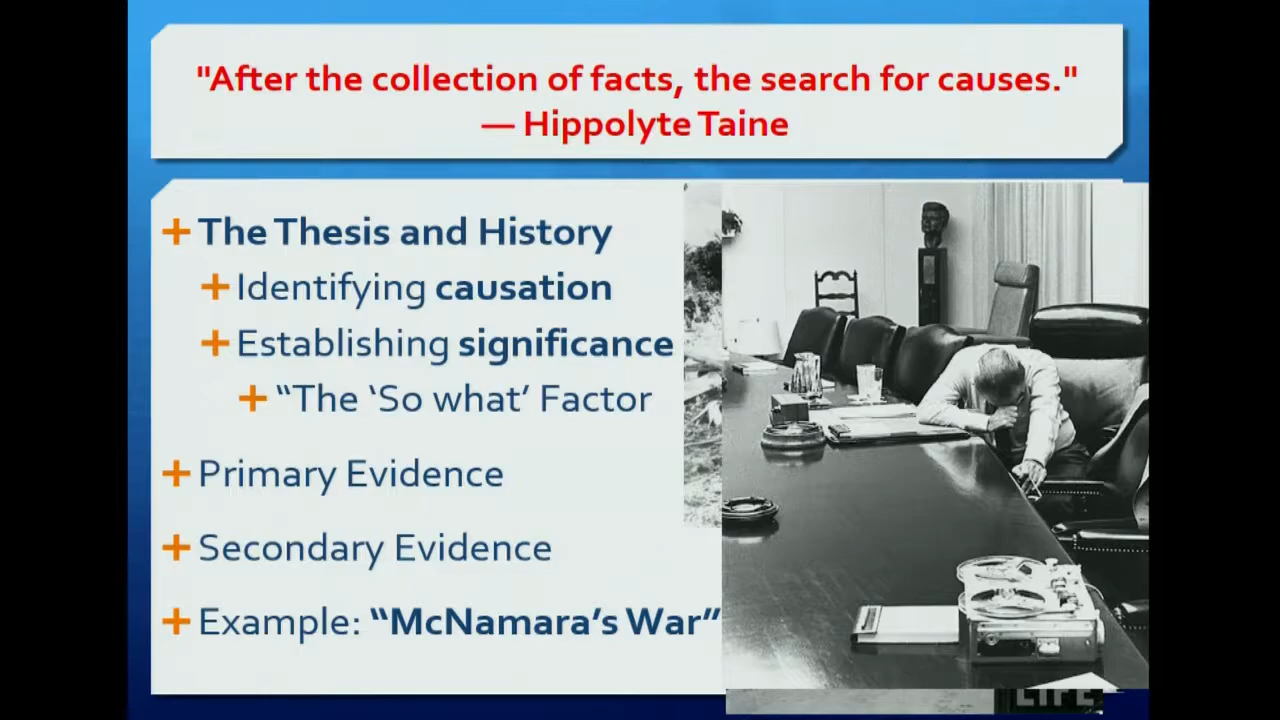 "After the collection of facts, the search for causes."
— Hippolyte Taine
The Thesis and History
Identifying causation
Establishing significance
“The ‘So what’ Factor
Primary Evidence
Secondary Evidence
Example: “McNamara’s War”
LIFE